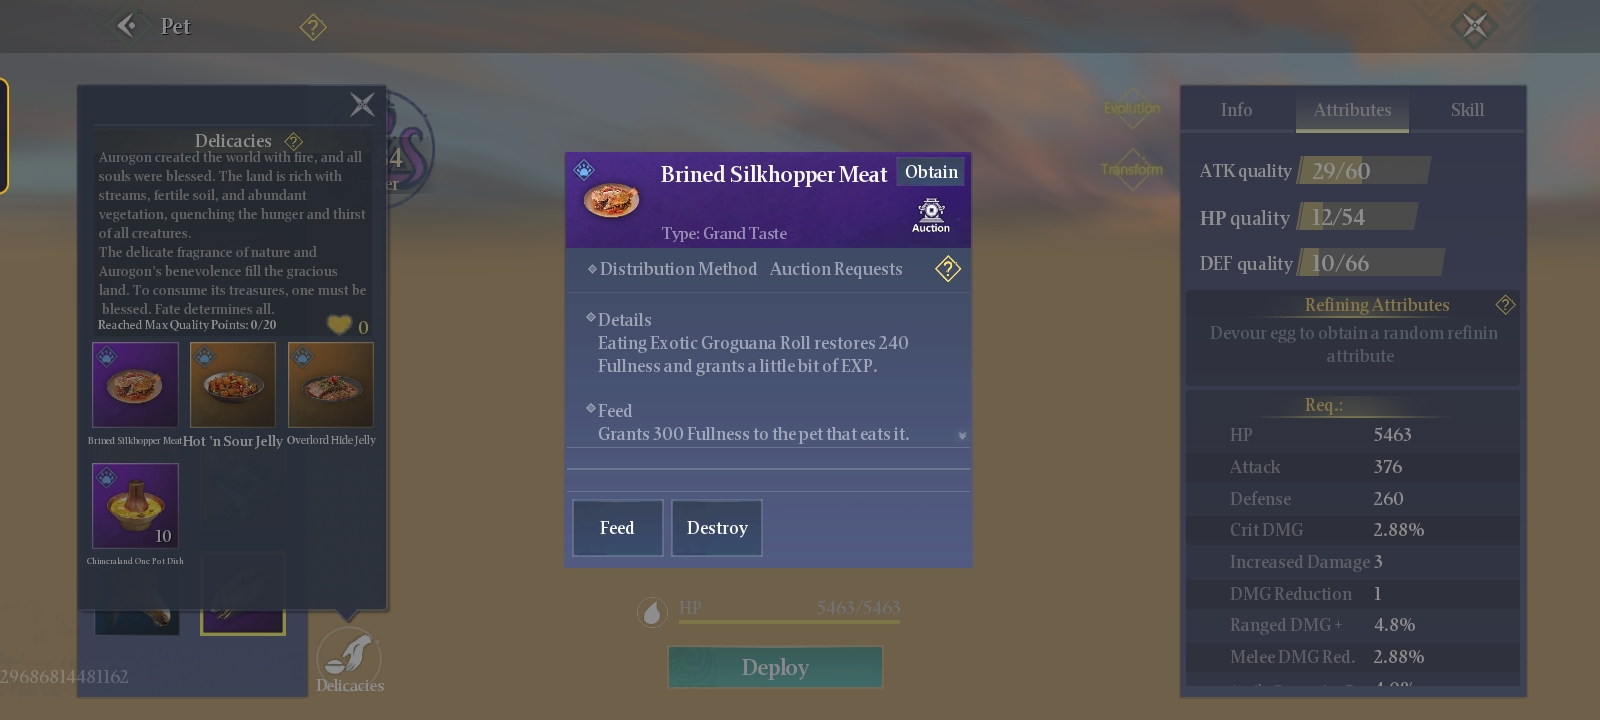 Pet
?
Delicacies ?
Aurogon created the world with fire, and all
souls were blessed. The land is rich with
streams, fertile soil, and abundant
vegetation, quenching the hunger and thirst
of all creatures.
The delicate fragrance of nature and
Aurogon's benevolence fill the gracious
land. To consume its treasures, one must be
blessed. Fate determines all.
Reached Max Quality Points: 0/20
0
Brined Silkhopper Meat
Hot 'n Sour Jelly
Overlord Hide Jelly
10
Chimeraland One Pot Dish
Delicacies
29686814481162
Brined Silkhopper Meat
Obtain
Type: Grand Taste
Auction
Distribution Method Auction Requests
?
Details
Eating Exotic Groguana Roll restores 240
Fullness and grants a little bit of EXP.
Feed
Grants 300 Fullness to the pet that eats it.
Feed
Destroy
HP 5463/5463
Deploy
Evolution
Transform
Info
Attributes
Skill
ATK quality 29/60
HP quality 12/54
DEF quality 10/66
Refining Attributes
?
Devour egg to obtain a random refinin
attribute
Req.:
HP 5463
Attack 376
Defense 260
Crit DMG 2.88%
Increased Damage 3
DMG Reduction 1
Ranged DMG + 4.8%
Melee DMG Red. 2.88%